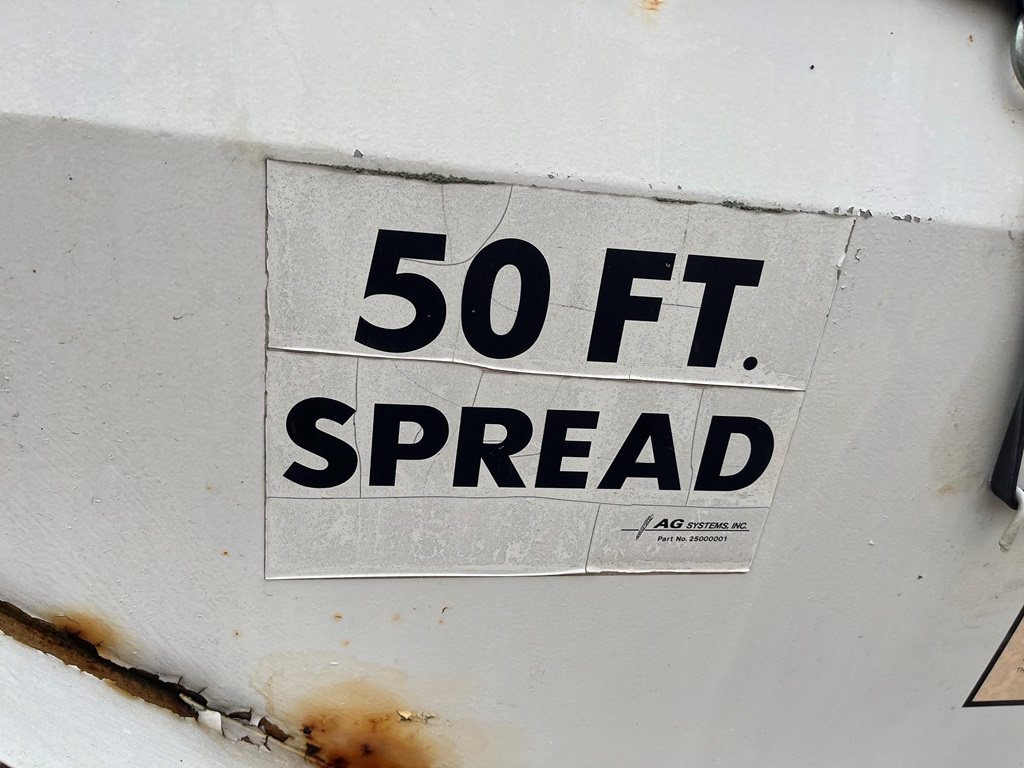 50 FT.
SPREAD
AG SYSTEMS, INC.
Part No. 25000001